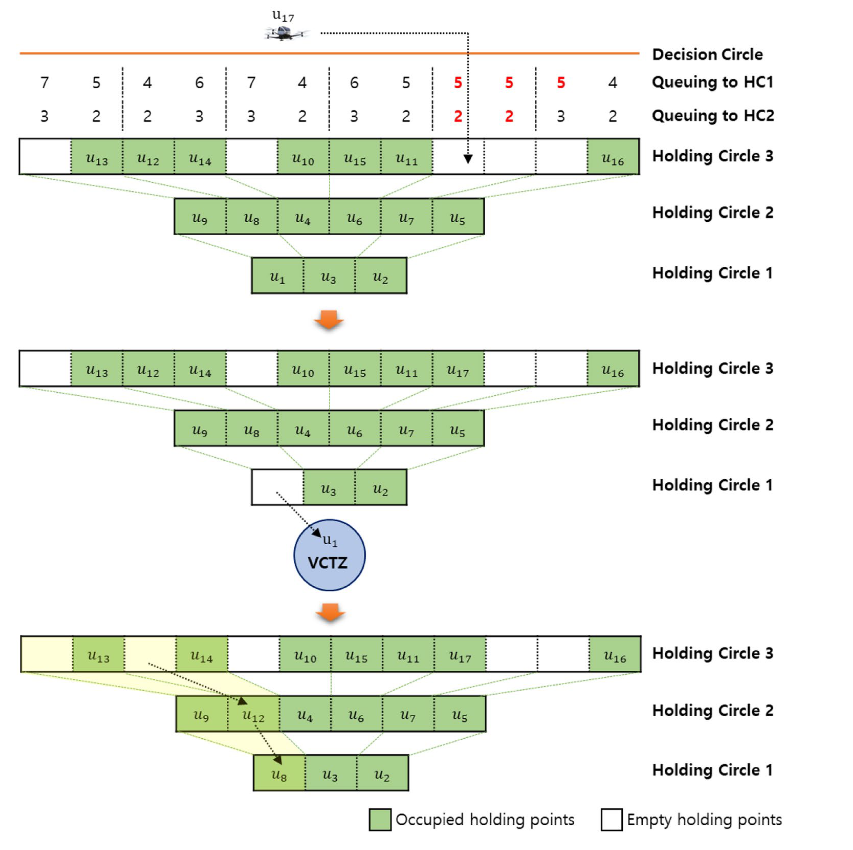 u17
Decision Circle
7 5 4 6 7 4 6 5 5 5 5 4 Queuing to HC1
3 2 2 3 3 2 3 2 2 2 3 2 Queuing to HC2
u13 u12 u14 u10 u15 u11 u16 Holding Circle 3
u9 u8 u4 u6 u7 u5 Holding Circle 2
u1 u3 u2 Holding Circle 1
u13 u12 u14 u10 u15 u11 u17 u16 Holding Circle 3
u9 u8 u4 u6 u7 u5 Holding Circle 2
u3 u2 Holding Circle 1
u1
VCTZ
u13 u14 u10 u15 u11 u17 u16 Holding Circle 3
u9 u12 u4 u6 u7 u5 Holding Circle 2
u8 u3 u2 Holding Circle 1
Occupied holding points Empty holding points